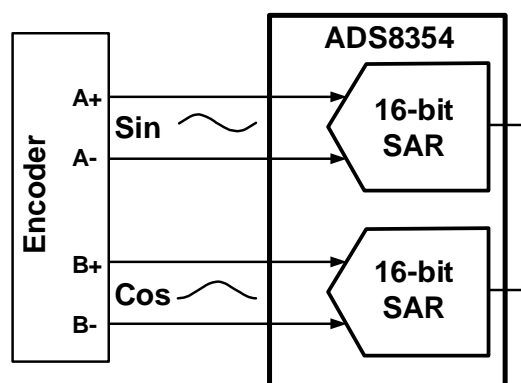 ADS8354
Encoder
A+
Sin
A-
16-bit
SAR
B+
Cos
B-
16-bit
SAR